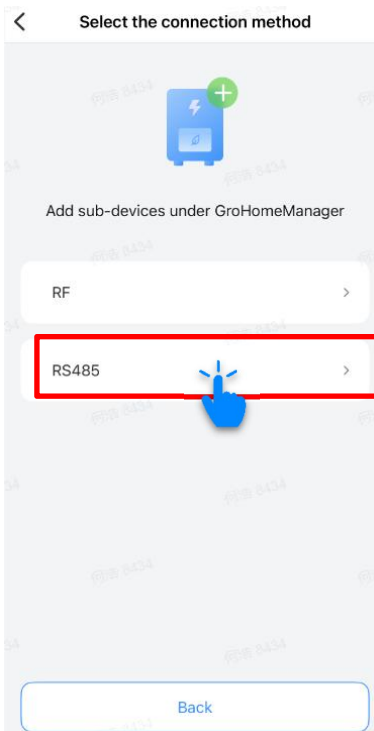 Select the connection method
Add sub-devices under GroHomeManager
RF
RS485
Back